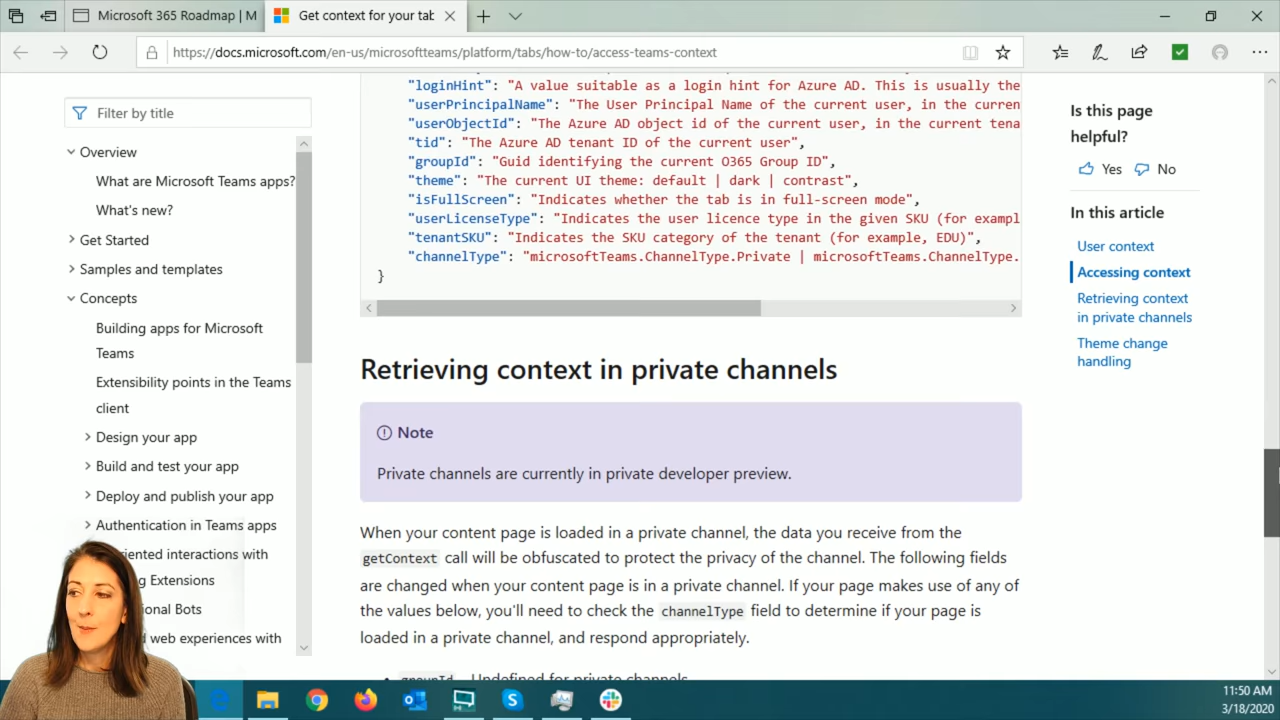 Microsoft 365 Roadmap | M
Get context for your tab
https://docs.microsoft.com/en-us/microsoftteams/platform/tabs/how-to/access-teams-context
Filter by title
Overview
What are Microsoft Teams apps?
What's new?
Get Started
Samples and templates
Concepts
Building apps for Microsoft
Teams
Extensibility points in the Teams
client
Design your app
Build and test your app
Deploy and publish your app
Authentication in Teams apps
oriented interactions with
g Extensions
ional Bots
d web experiences with
"loginHint": "A value suitable as a login hint for Azure AD. This is usually the
"userPrincipalName": "The User Principal Name of the current user, in the curren
"userObjectId": "The Azure AD object id of the current user, in the current tena
"tid": "The Azure AD tenant ID of the current user",
"groupId": "Guid identifying the current O365 Group ID",
"theme": "The current UI theme: default | dark | contrast",
"isFullScreen": "Indicates whether the tab is in full-screen mode",
"userLicenseType": "Indicates the user licence type in the given SKU (for exampl
"tenantSKU": "Indicates the SKU category of the tenant (for example, EDU)",
"channelType": "microsoftTeams.ChannelType.Private | microsoftTeams.ChannelType.
}
Retrieving context in private channels
Note
Private channels are currently in private developer preview.
When your content page is loaded in a private channel, the data you receive from the
getContext call will be obfuscated to protect the privacy of the channel. The following fields
are changed when your content page is in a private channel. If your page makes use of any of
the values below, you'll need to check the channelType field to determine if your page is
loaded in a private channel, and respond appropriately.
groupId - Undefined for private channels
Is this page
helpful?
Yes No
In this article
User context
Accessing context
Retrieving context
in private channels
Theme change
handling
11:50 AM
3/18/2020